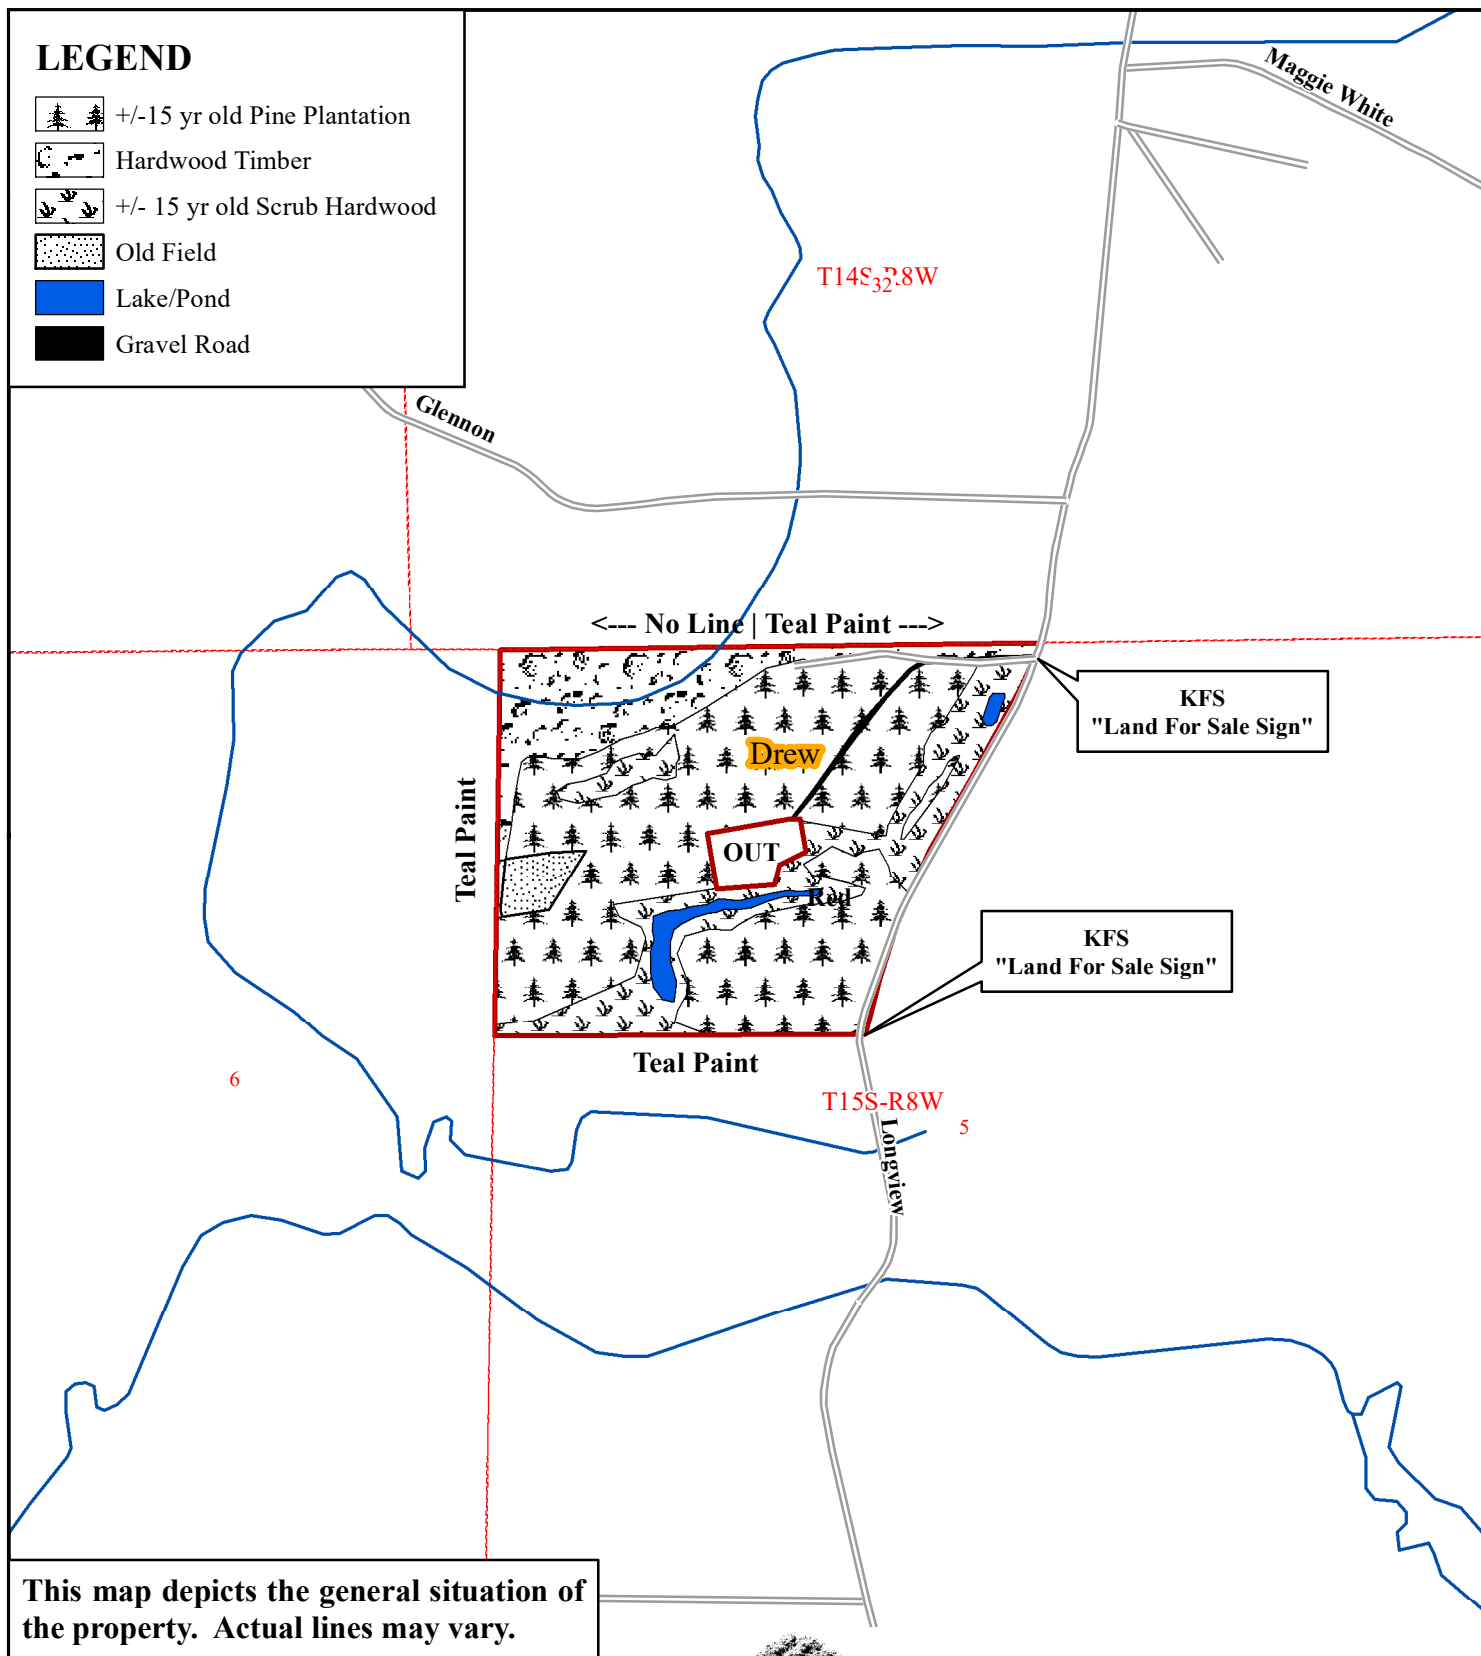 LEGEND
+/-15 yr old Pine Plantation
Hardwood Timber
+/- 15 yr old Scrub Hardwood
Old Field
Lake/Pond
Gravel Road
Maggie White
T14S-R8W
32
Glennon
<--- No Line | Teal Paint --->
KFS
"Land For Sale Sign"
Drew
Teal Paint
OUT
Red
KFS
"Land For Sale Sign"
Teal Paint
6
T15S-R8W
5
Longview
This map depicts the general situation of
the property. Actual lines may vary.